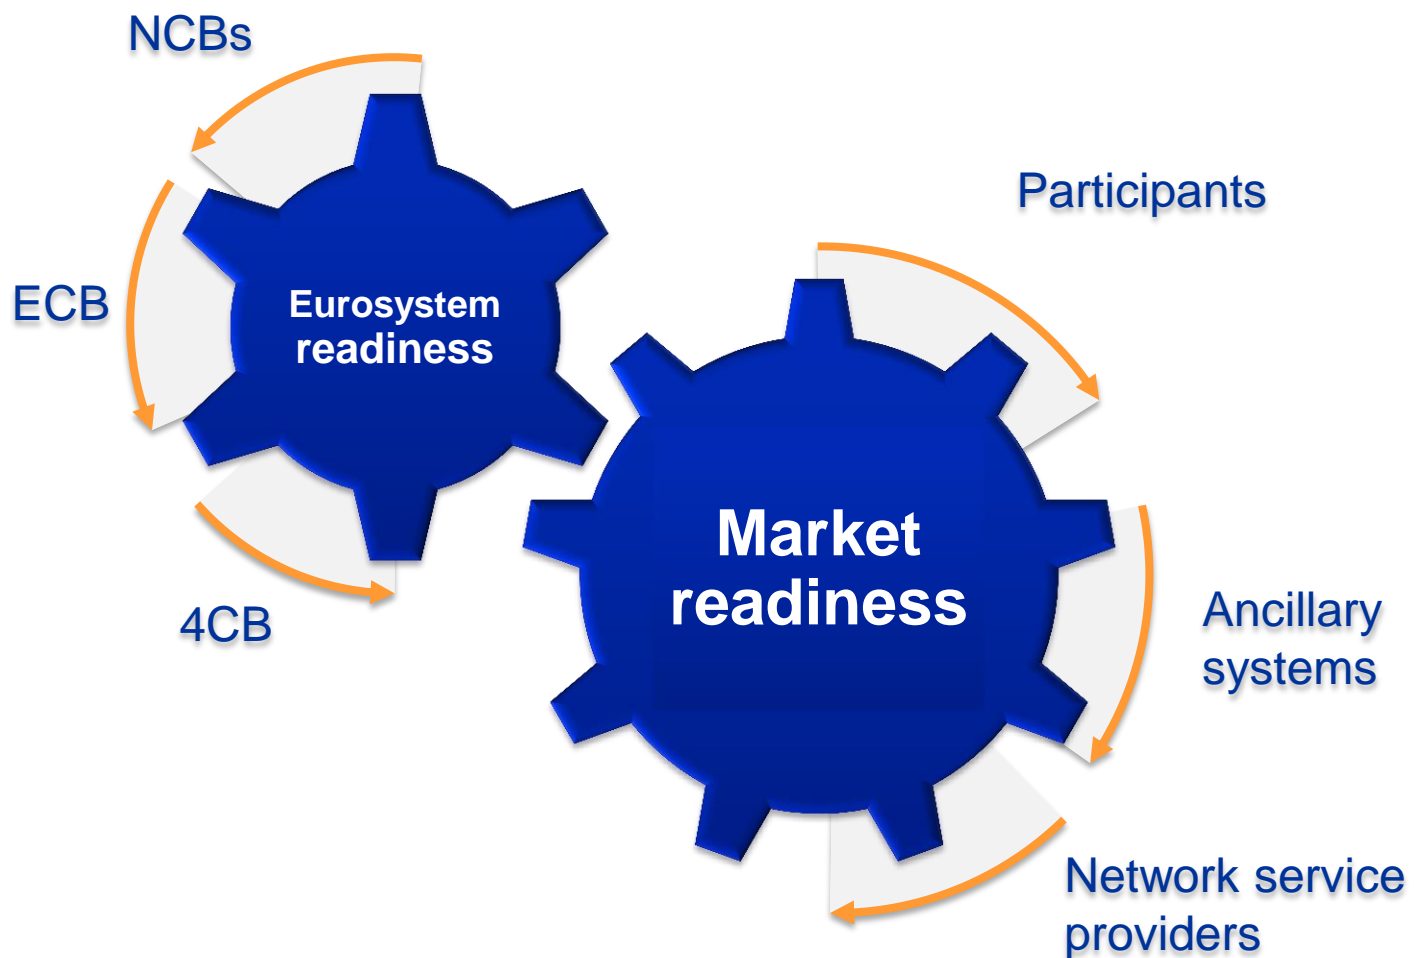 NCBs
ECB
Eurosystem
readiness
4CB
Participants
Market
readiness
Ancillary
systems
Network service
providers